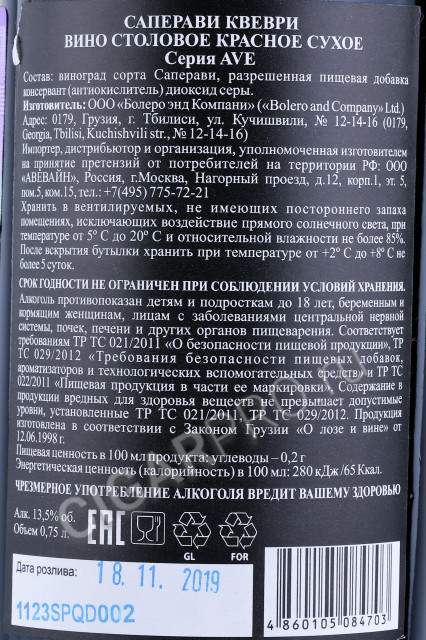 САПЕРАВИ КВЕВРИ
ВИНО СТОЛОВОЕ КРАСНОЕ СУХОЕ
Серия AVE
Состав: виноград сорта Саперави, разрешенная пищевая добавка
консервант (антиокислитель) диоксид серы.
Изготовитель: ООО «Болеро энд Компани» («Bolero and Company» Ltd.)
Адрес: 0179, Грузия, г. Тбилиси, ул. Кучишвили, № 12-14-16 (0179,
Georgia, Tbilisi, Kuchishvili str., № 12-14-16)
Импортер, дистрибьютор и организация, уполномоченная изготовителем
на принятие претензий от потребителей на территории РФ: ООО
«АВЕВАЙН», Россия, г.Москва, Нагорный проезд, д.12, корп.1, эт. 5,
пом.5, ком.15, тел.: +7(495) 775-72-21
Хранить в вентилируемых, не имеющих постороннего запаха
помещениях, исключающих воздействие прямого солнечного света, при
температуре от 5° С до 20° С и относительной влажности не более 85%.
После вскрытия бутылки хранить при температуре от +2° С до +8° С не
более 5 суток.
СРОК ГОДНОСТИ НЕ ОГРАНИЧЕН ПРИ СОБЛЮДЕНИИ УСЛОВИЙ ХРАНЕНИЯ.
Алкоголь противопоказан детям и подросткам до 18 лет, беременным и
кормящим женщинам, лицам с заболеваниями центральной нервной
системы, почек, печени и других органов пищеварения. Соответствует
требованиям ТР ТС 021/2011 «О безопасности пищевой продукции», ТР
ТС 029/2012 «Требования безопасности пищевых добавок,
ароматизаторов и технологических вспомогательных средств» и ТР ТС
022/2011 «Пищевая продукция в части ее маркировки». Содержание в
продукции вредных для здоровья веществ не превышает допустимые
уровни, установленные ТР ТС 021/2011, ТР ТС 029/2012. Продукция
изготовлена в соответствии с Законом Грузии «О лозе и вине» от
12.06.1998 г.
Пищевая ценность в 100 мл продукта: углеводы – 0,2 г
Энергетическая ценность (калорийность) в 100 мл: 280 кДж/65 Ккал.
ЧРЕЗМЕРНОЕ УПОТРЕБЛЕНИЕ АЛКОГОЛЯ ВРЕДИТ ВАШЕМУ ЗДОРОВЬЮ
Алк. 13,5% об.
Объем 0,75 л.
EAC
GL
FOR
Дата розлива: 18.11.2019
1123SPQD002
4 860105 084703
CIGARPRO.RU